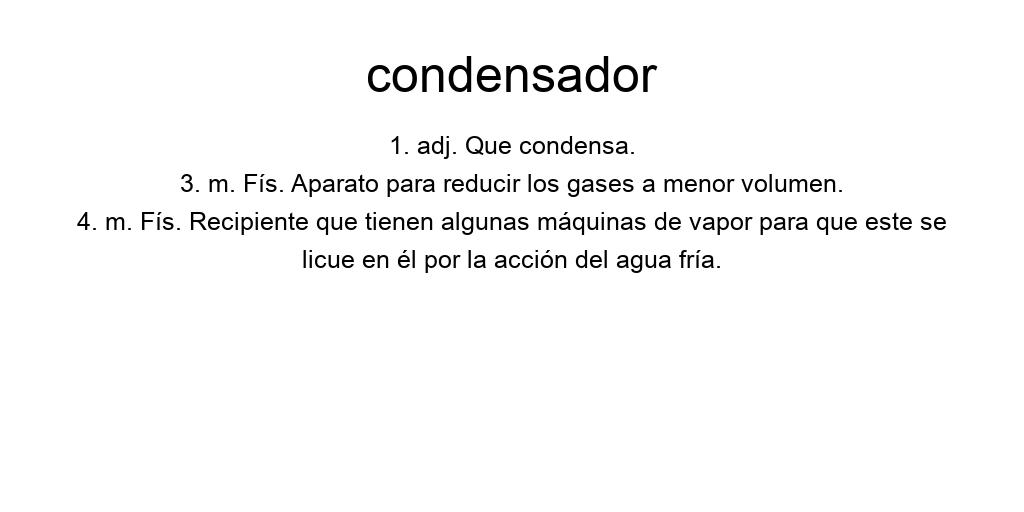 condensador
1. adj. Que condensa.
3. m. Fís. Aparato para reducir los gases a menor volumen.
4. m. Fís. Recipiente que tienen algunas máquinas de vapor para que este se
licue en él por la acción del agua fría.